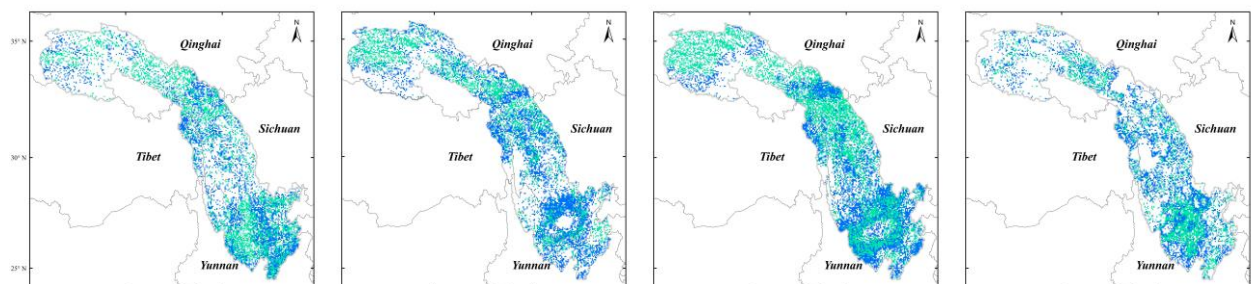 N
35° N
Qinghai
Sichuan
Tibet
30° N
Yunnan
25° N
N
Qinghai
Sichuan
Tibet
Yunnan
N
Qinghai
Sichuan
Tibet
Yunnan
N
Qinghai
Sichuan
Tibet
Yunnan